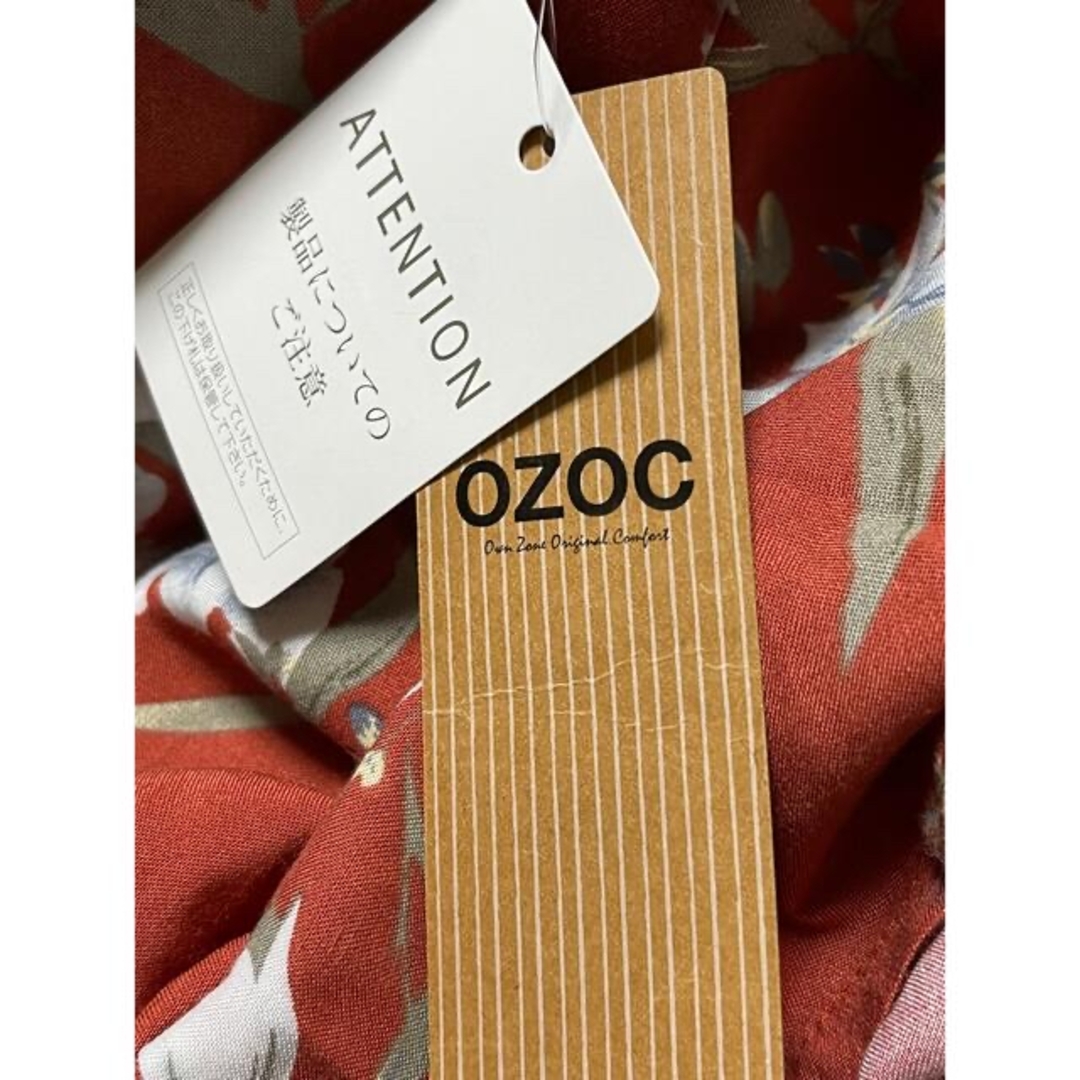 ATTENTION
製品についての
ご注意
正しくお取り扱いしていただくために、
この下げ札は保管して下さい。
OZOC
Own Zone Original Comfort